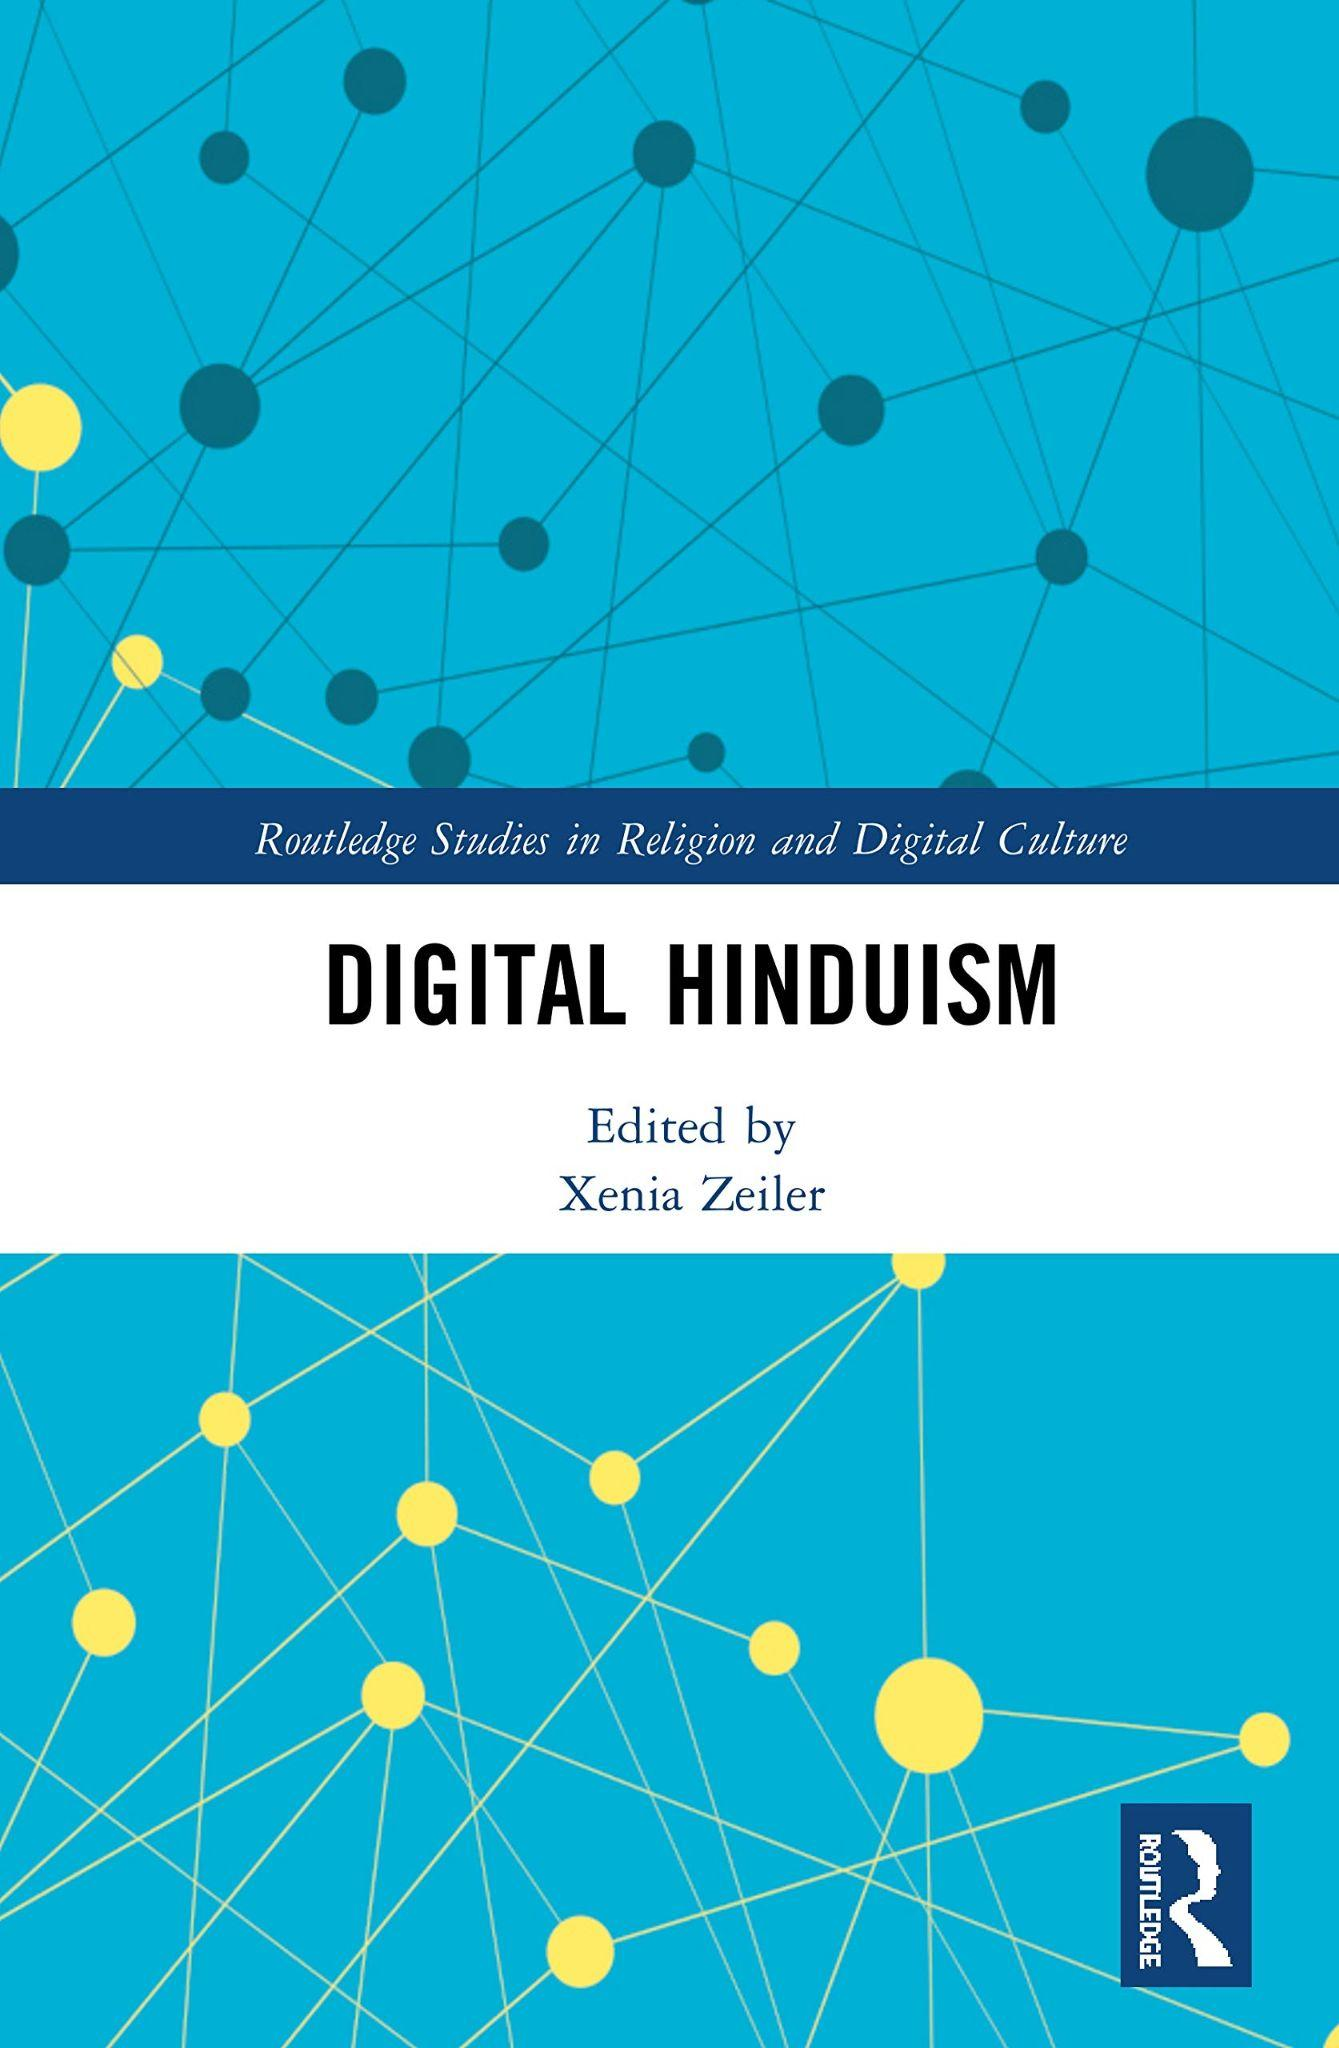 Routledge Studies in Religion and Digital Culture
DIGITAL HINDUISM
Edited by
Xenia Zeiler
ROUTLEDGE